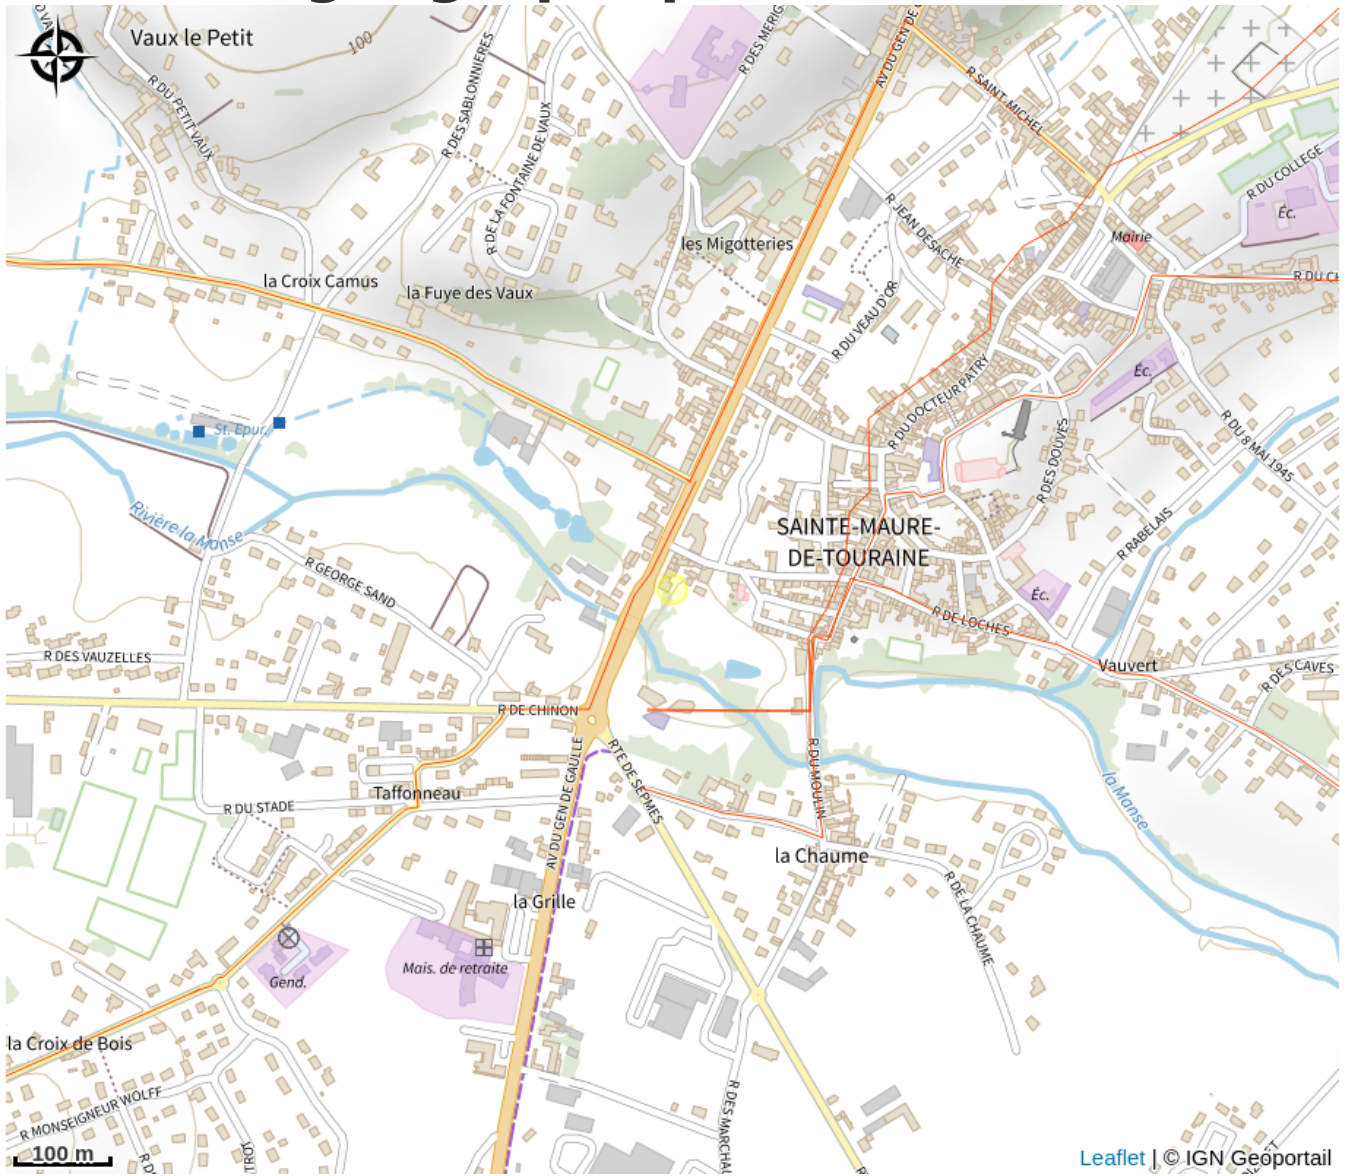 Vaux le Petit
100
R DU PETIT VAUX
R DES SABLONNIERES
R DE LA FONTAINE DE VAUX
R DES MERIG
AV DU GEN DE G
R SAINT-MICHEL
R DU COLLEGE
Éc.
Mairie
R JEAN DESACHE
les Migotteries
la Croix Camus
la Fuye des Vaux
R DU CH
R DU VEAU D'OR
R DU DOCTEUR PATRY
Éc.
R DU 8 MAI 1945
St. Epur.
R DES DOUVES
Rivière la Manse
SAINTE-MAURE-
DE-TOURAINE
R RABELAIS
R GEORGE SAND
Éc.
R DE LOCHES
R DES VAUZELLES
Vauvert
R DES CAVES
R DE CHINON
AV DU GEN DE GAULLE
RTE DE SEPMES
R DU MOULIN
la Manse
Taffonneau
R DU STADE
la Chaume
R DE LA CHAUME
la Grille
Mais. de retraite
Gend.
la Croix de Bois
R MONSEIGNEUR WOLFF
R DES MARCHAU
100 m
Leaflet | © IGN Geoportail